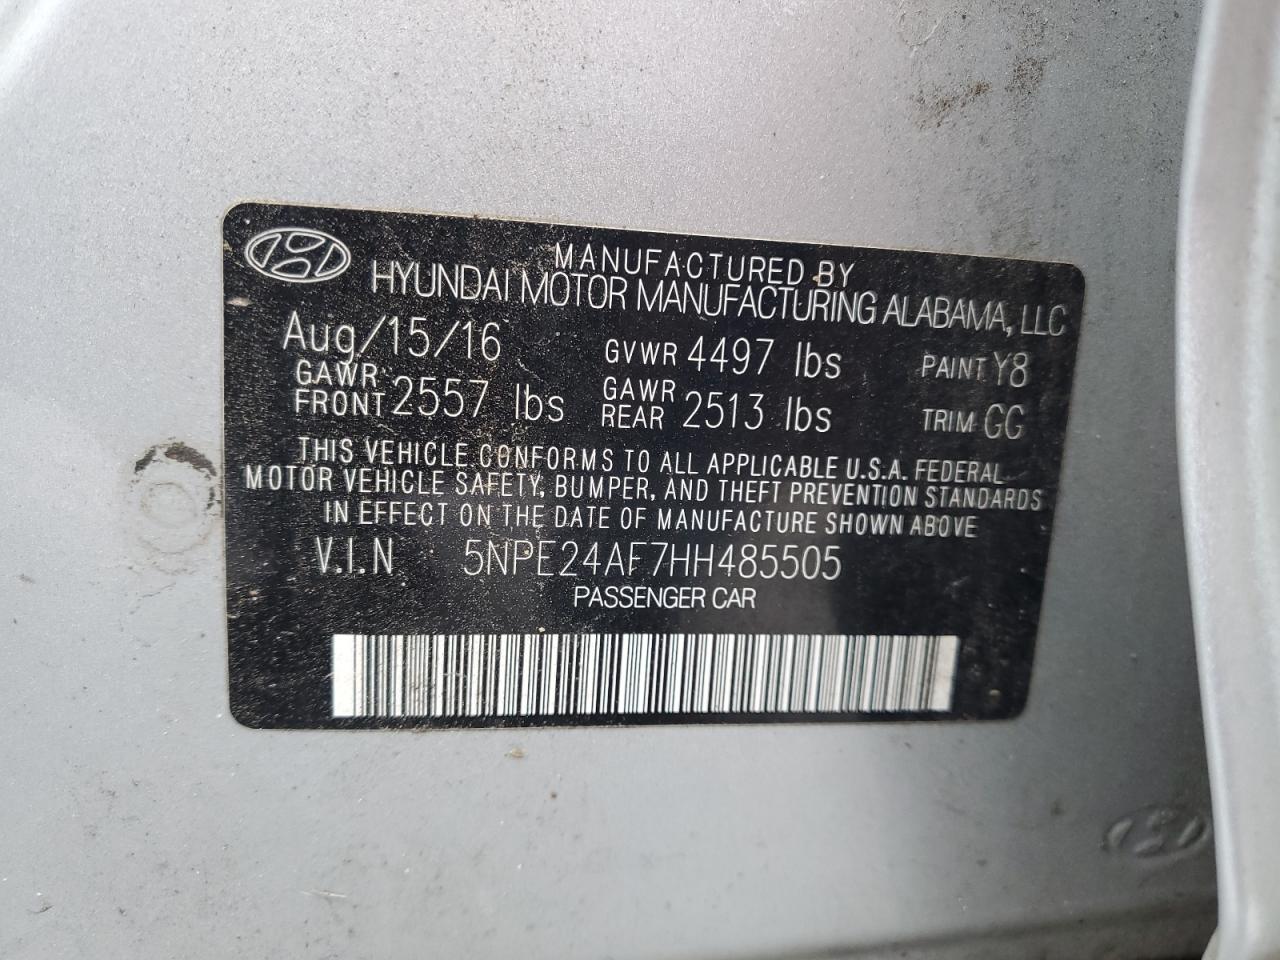 MANUFACTURED BY
HYUNDAI MOTOR MANUFACTURING ALABAMA, LLC
Aug/15/16 GVWR 4497 lbs PAINT Y8
GAWR FRONT 2557 lbs GAWR REAR 2513 lbs TRIM GG
THIS VEHICLE CONFORMS TO ALL APPLICABLE U.S.A. FEDERAL
MOTOR VEHICLE SAFETY, BUMPER, AND THEFT PREVENTION STANDARDS
IN EFFECT ON THE DATE OF MANUFACTURE SHOWN ABOVE
V.I.N 5NPE24AF7HH485505
PASSENGER CAR